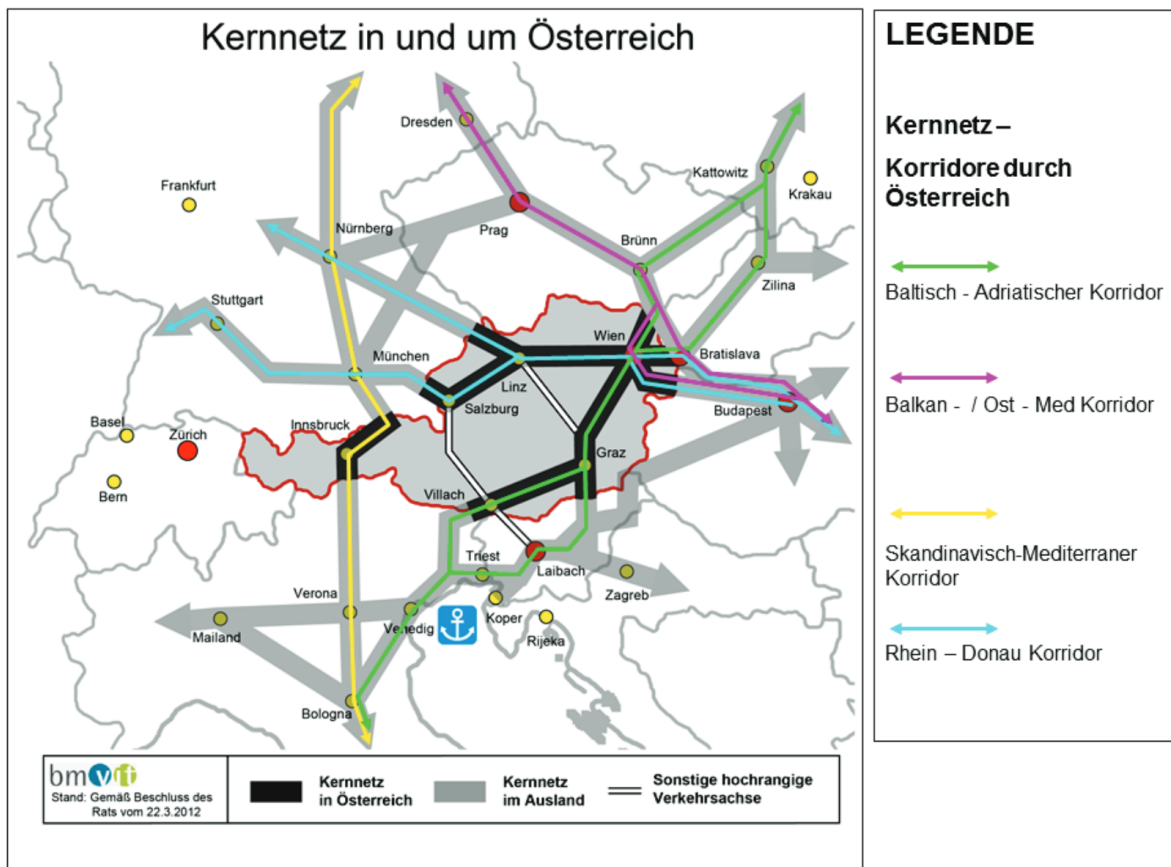 Kernnetz in und um Österreich
Dresden
Kattowitz
Krakau
Frankfurt
Nürnberg
Prag
Brünn
Zilina
Stuttgart
München
Wien
Bratislava
Linz
Salzburg
Budapest
Basel
Zürich
Innsbruck
Bern
Graz
Villach
Triest
Laibach
Zagreb
Verona
Venedig
Koper
Rijeka
Mailand
Bologna
bmvit
Stand: Gemäß Beschluss des
Rats vom 22.3.2012
Kernnetz
in Österreich
Kernnetz
im Ausland
Sonstige hochrangige
Verkehrsachse
LEGENDE
Kernnetz –
Korridore durch
Österreich
Baltisch - Adriatischer Korridor
Balkan - / Ost - Med Korridor
Skandinavisch-Mediterraner
Korridor
Rhein – Donau Korridor